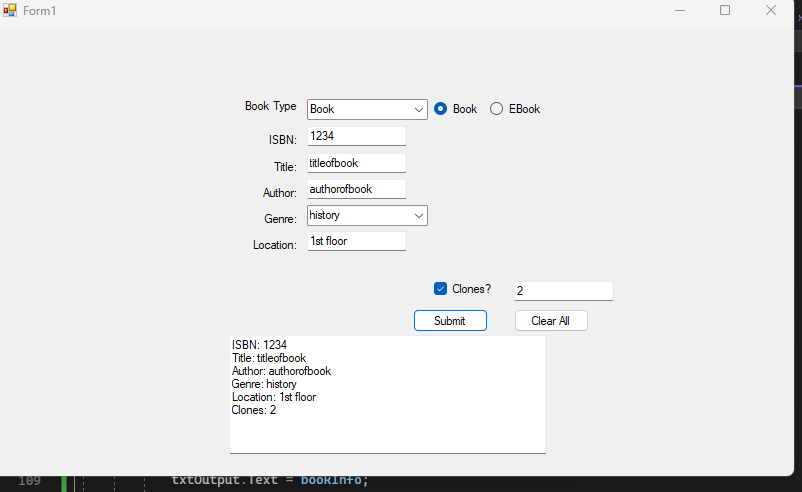 Form1
Book Type Book Book EBook
ISBN: 1234
Title: titleofbook
Author: authorofbook
Genre: history
Location: 1st floor
Clones? 2
Submit Clear All
ISBN: 1234
Title: titleofbook
Author: authorofbook
Genre: history
Location: 1st floor
Clones: 2
109 txtOutput.Text = bookInfo;